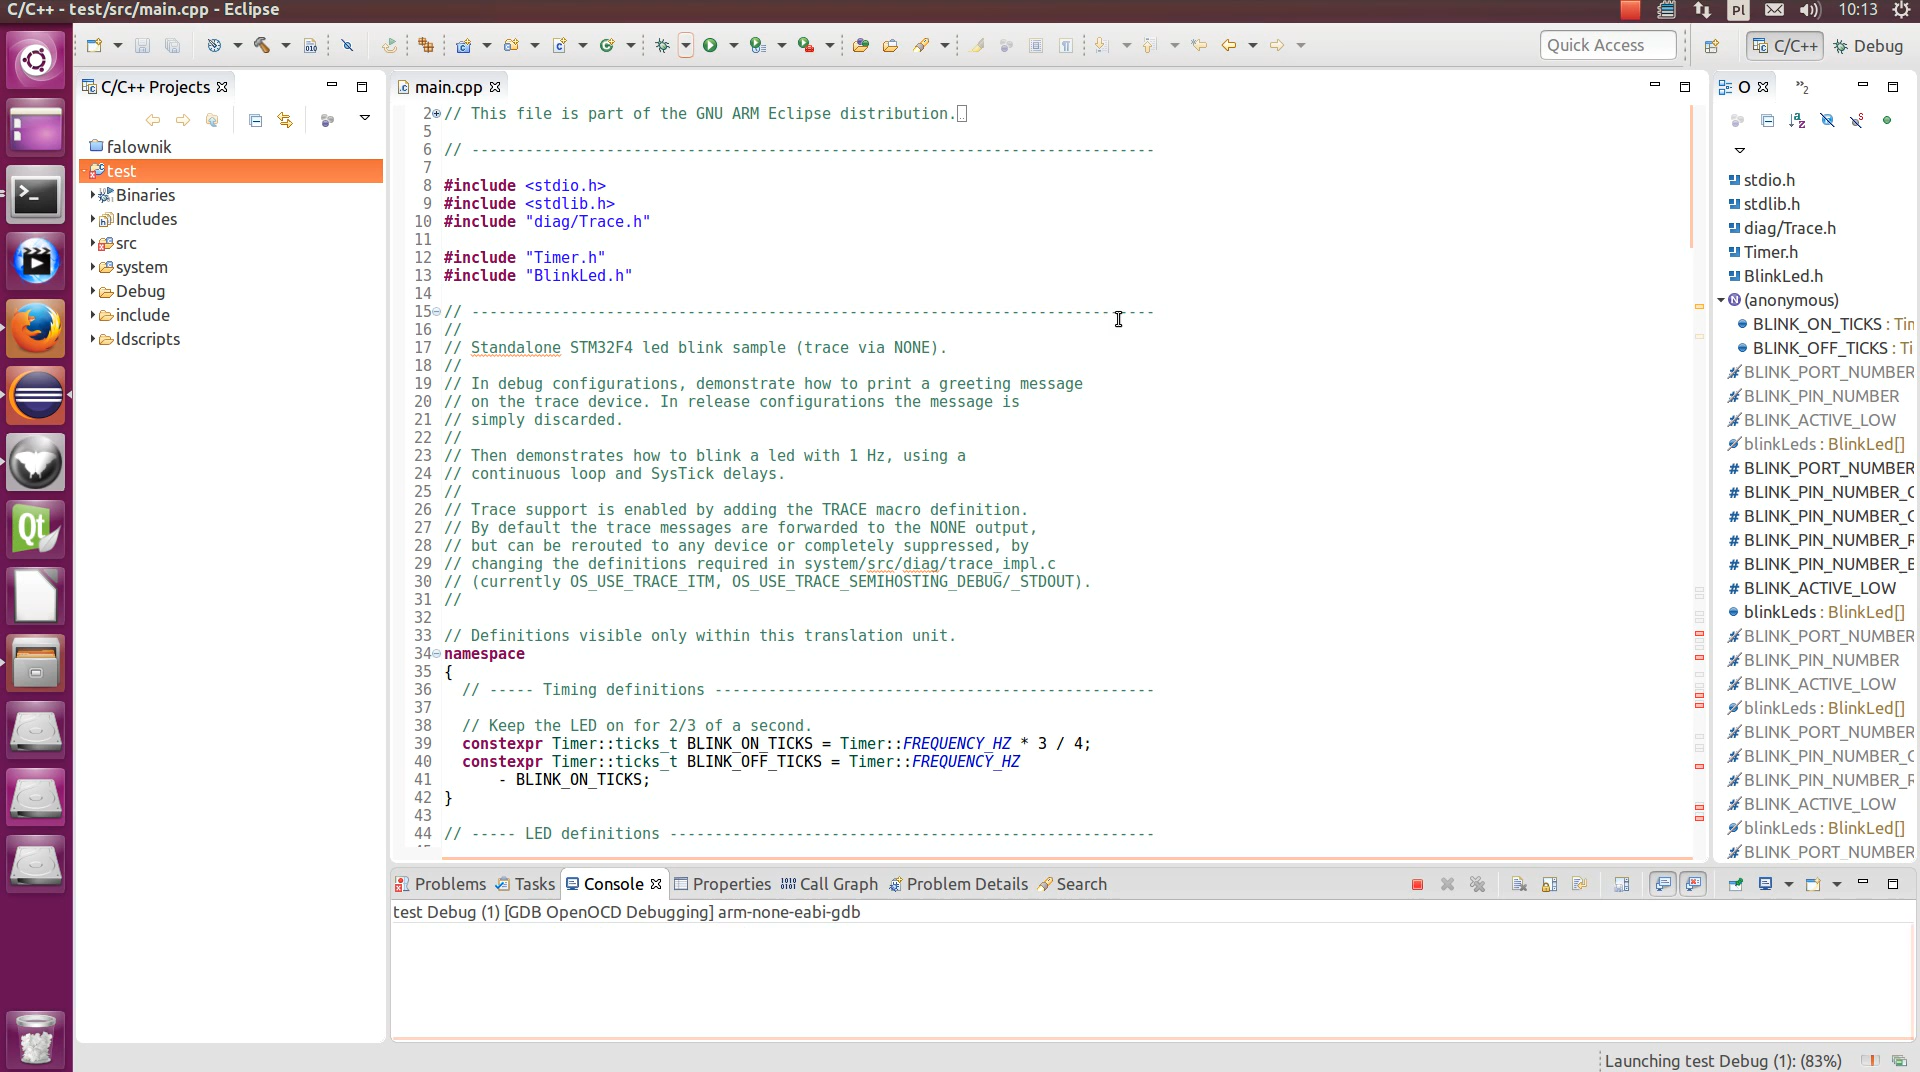 C/C++ - test/src/main.cpp - Eclipse
Pl
10:13
Quick Access
C/C++
Debug
C/C++ Projects
falownik
test
Binaries
Includes
src
system
Debug
include
ldscripts
main.cpp
2 // This file is part of the GNU ARM Eclipse distribution.
5
6 // ----------------------------------------------------------------------------
7
8 #include <stdio.h>
9 #include <stdlib.h>
10 #include "diag/Trace.h"
11
12 #include "Timer.h"
13 #include "BlinkLed.h"
14
15 // ----------------------------------------------------------------------------
16 //
17 // Standalone STM32F4 led blink sample (trace via NONE).
18 //
19 // In debug configurations, demonstrate how to print a greeting message
20 // on the trace device. In release configurations the message is
21 // simply discarded.
22 //
23 // Then demonstrates how to blink a led with 1 Hz, using a
24 // continuous loop and SysTick delays.
25 //
26 // Trace support is enabled by adding the TRACE macro definition.
27 // By default the trace messages are forwarded to the NONE output,
28 // but can be rerouted to any device or completely suppressed, by
29 // changing the definitions required in system/src/diag/trace_impl.c
30 // (currently OS_USE_TRACE_ITM, OS_USE_TRACE_SEMIHOSTING_DEBUG/_STDOUT).
31 //
32
33 // Definitions visible only within this translation unit.
34 namespace
35 {
36 // ----- Timing definitions -------------------------------------------------
37
38 // Keep the LED on for 2/3 of a second.
39 constexpr Timer::ticks_t BLINK_ON_TICKS = Timer::FREQUENCY_HZ * 3 / 4;
40 constexpr Timer::ticks_t BLINK_OFF_TICKS = Timer::FREQUENCY_HZ
41 - BLINK_ON_TICKS;
42 }
43
44 // ----- LED definitions ------------------------------------------------------
O
stdio.h
stdlib.h
diag/Trace.h
Timer.h
BlinkLed.h
(anonymous)
BLINK_ON_TICKS : Tin
BLINK_OFF_TICKS : Ti
BLINK_PORT_NUMBER
BLINK_PIN_NUMBER
BLINK_ACTIVE_LOW
blinkLeds : BlinkLed[]
BLINK_PORT_NUMBER
BLINK_PIN_NUMBER_C
BLINK_PIN_NUMBER_C
BLINK_PIN_NUMBER_R
BLINK_PIN_NUMBER_B
BLINK_ACTIVE_LOW
blinkLeds : BlinkLed[]
BLINK_PORT_NUMBER
BLINK_PIN_NUMBER
BLINK_ACTIVE_LOW
blinkLeds : BlinkLed[]
BLINK_PORT_NUMBER
BLINK_PIN_NUMBER_C
BLINK_PIN_NUMBER_R
BLINK_ACTIVE_LOW
blinkLeds : BlinkLed[]
BLINK_PORT_NUMBER
Problems
Tasks
Console
Properties
Call Graph
Problem Details
Search
test Debug (1) [GDB OpenOCD Debugging] arm-none-eabi-gdb
Launching test Debug (1): (83%)